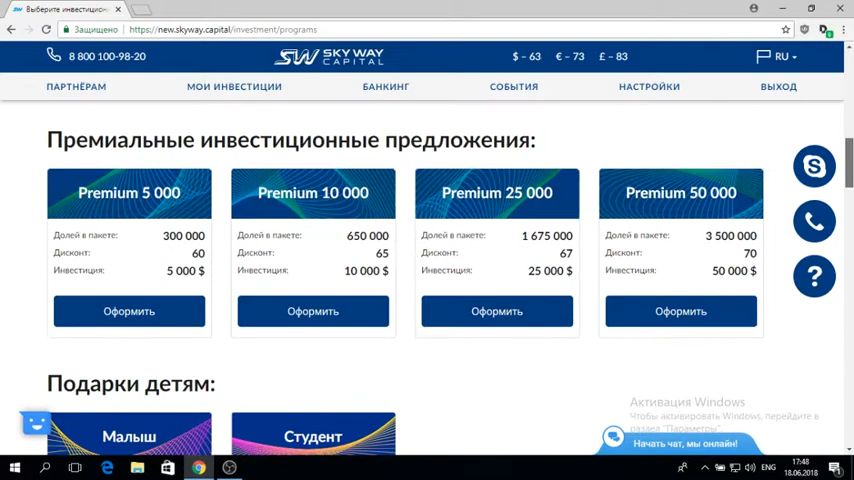 Выберите инвестицион
Защищено
https://new.skyway.capital/investment/programs
8 800 100-98-20
SW SKY WAY CAPITAL
$ – 63 € – 73 £ – 83
RU
ПАРТНЁРАМ МОИ ИНВЕСТИЦИИ БАНКИНГ СОБЫТИЯ НАСТРОЙКИ ВЫХОД
Премиальные инвестиционные предложения:
Premium 5 000
Долей в пакете: 300 000
Дисконт: 60
Инвестиция: 5 000 $
Оформить
Premium 10 000
Долей в пакете: 650 000
Дисконт: 65
Инвестиция: 10 000 $
Оформить
Premium 25 000
Долей в пакете: 1 675 000
Дисконт: 67
Инвестиция: 25 000 $
Оформить
Premium 50 000
Долей в пакете: 3 500 000
Дисконт: 70
Инвестиция: 50 000 $
Оформить
Подарки детям:
Малыш
Студент
Активация Windows
Чтобы активировать Windows, перейдите в
раздел "Параметры".
Начать чат, мы онлайн!
ENG
17:48
18.06.2018